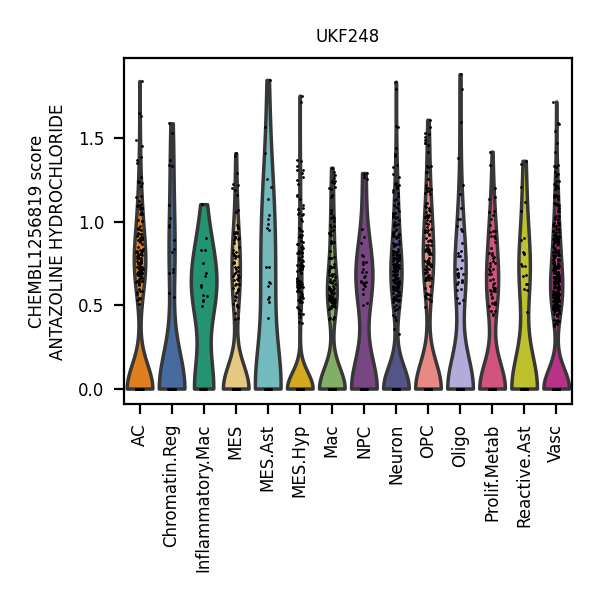 UKF248
CHEMBL1256819 score
ANTAZOLINE HYDROCHLORIDE
1.5
1.0
0.5
0.0
AC
Chromatin.Reg
Inflammatory.Mac
MES
MES.Ast
MES.Hyp
Mac
NPC
Neuron
OPC
Oligo
Prolif.Metab
Reactive.Ast
Vasc